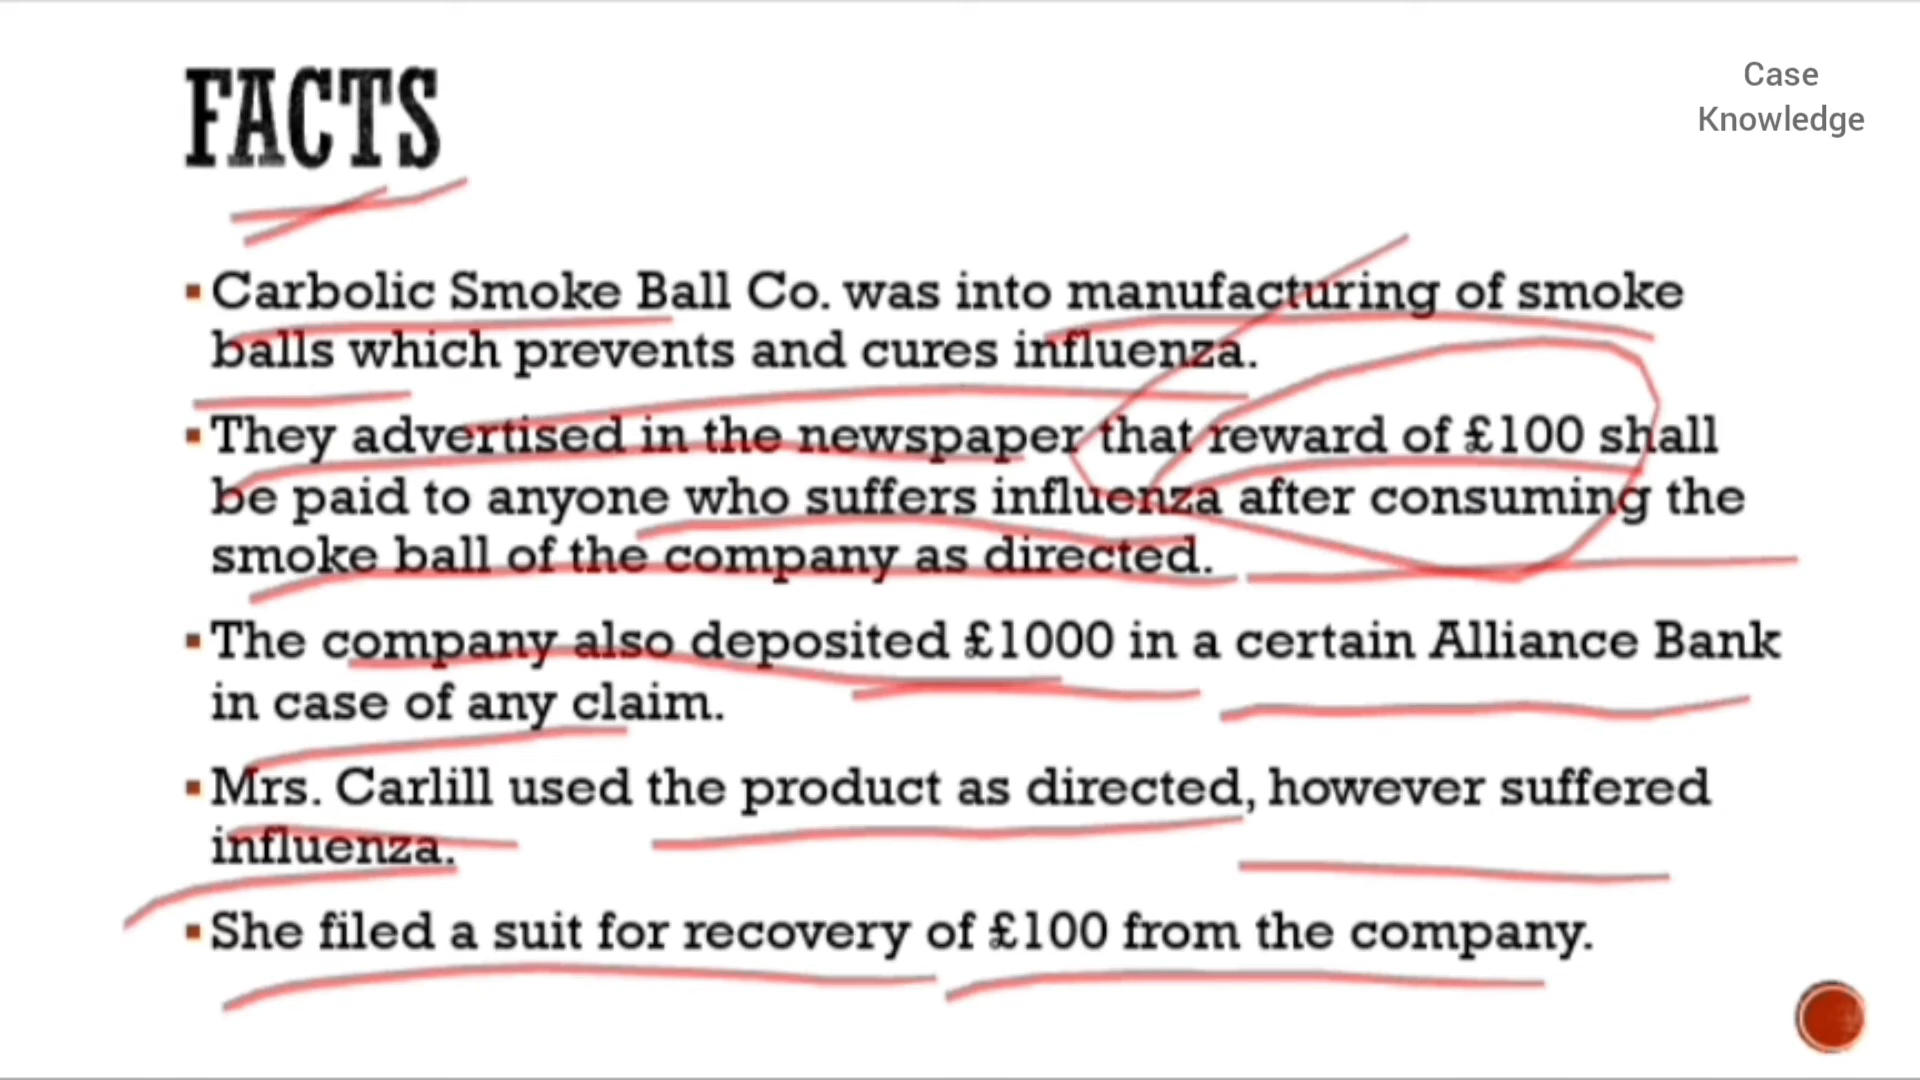 FACTS
Case
Knowledge
Carbolic Smoke Ball Co. was into manufacturing of smoke
balls which prevents and cures influenza.
They advertised in the newspaper that reward of £100 shall
be paid to anyone who suffers influenza after consuming the
smoke ball of the company as directed.
The company also deposited £1000 in a certain Alliance Bank
in case of any claim.
Mrs. Carlill used the product as directed, however suffered
influenza.
She filed a suit for recovery of £100 from the company.